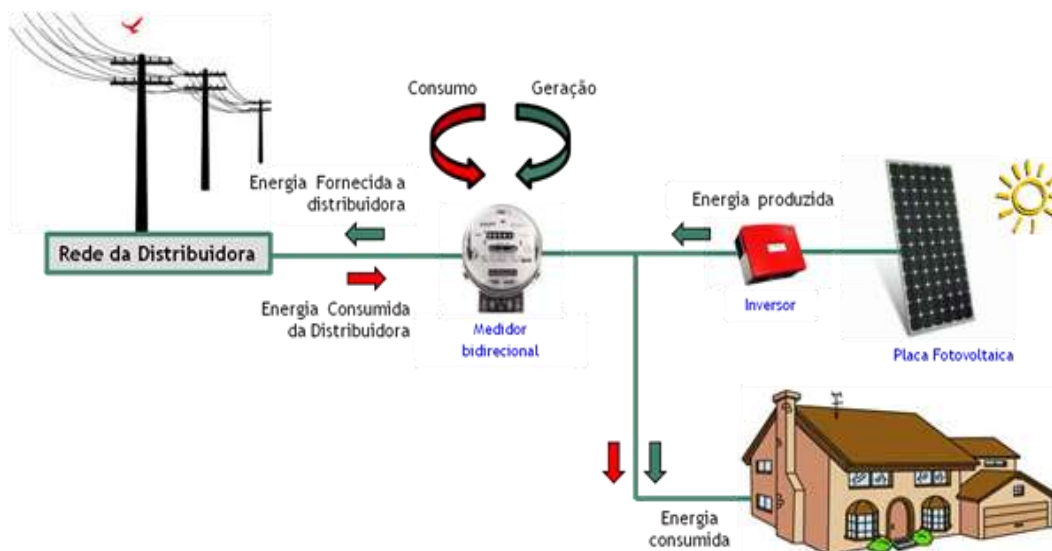 Consumo
Geração
Energia Fornecida a
distribuidora
Energia produzida
Rede da Distribuidora
Energia Consumida
da Distribuidora
Medidor
bidirecional
Inversor
Placa Fotovoltaica
Energia
consumida